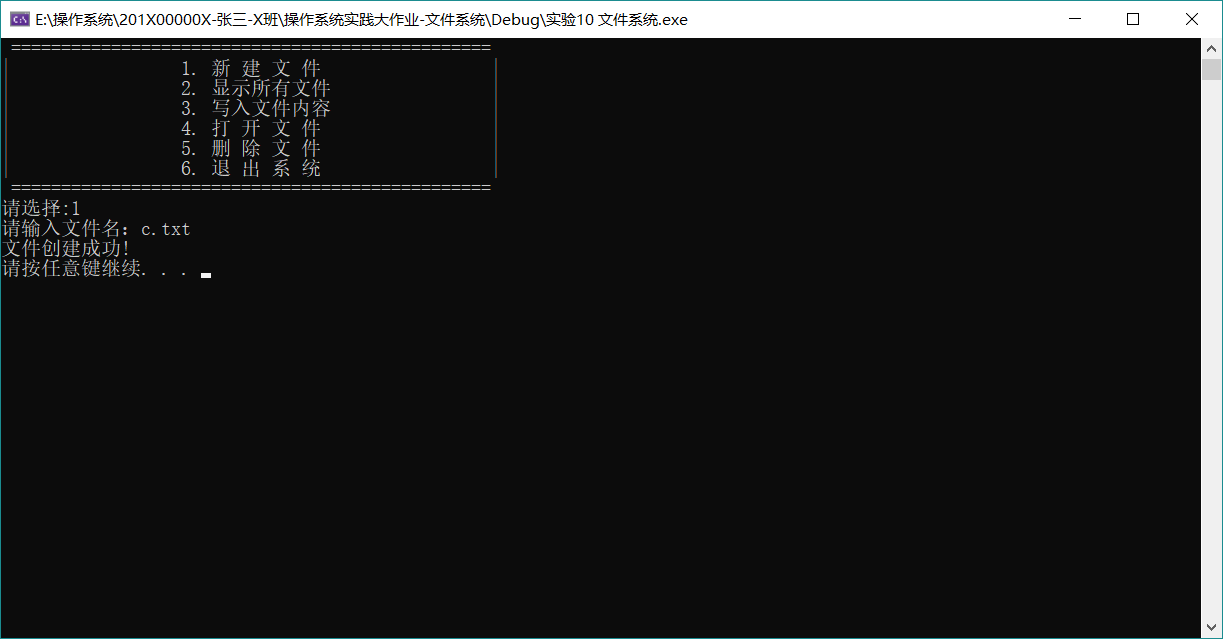 E:\操作系统\201X00000X-张三-X班\操作系统实践大作业-文件系统\Debug\实验10 文件系统.exe
================================================
1. 新 建 文 件
2. 显示所有文件
3. 写入文件内容
4. 打 开 文 件
5. 删 除 文 件
6. 退 出 系 统
================================================
请选择:1
请输入文件名：c.txt
文件创建成功!
请按任意键继续. . .